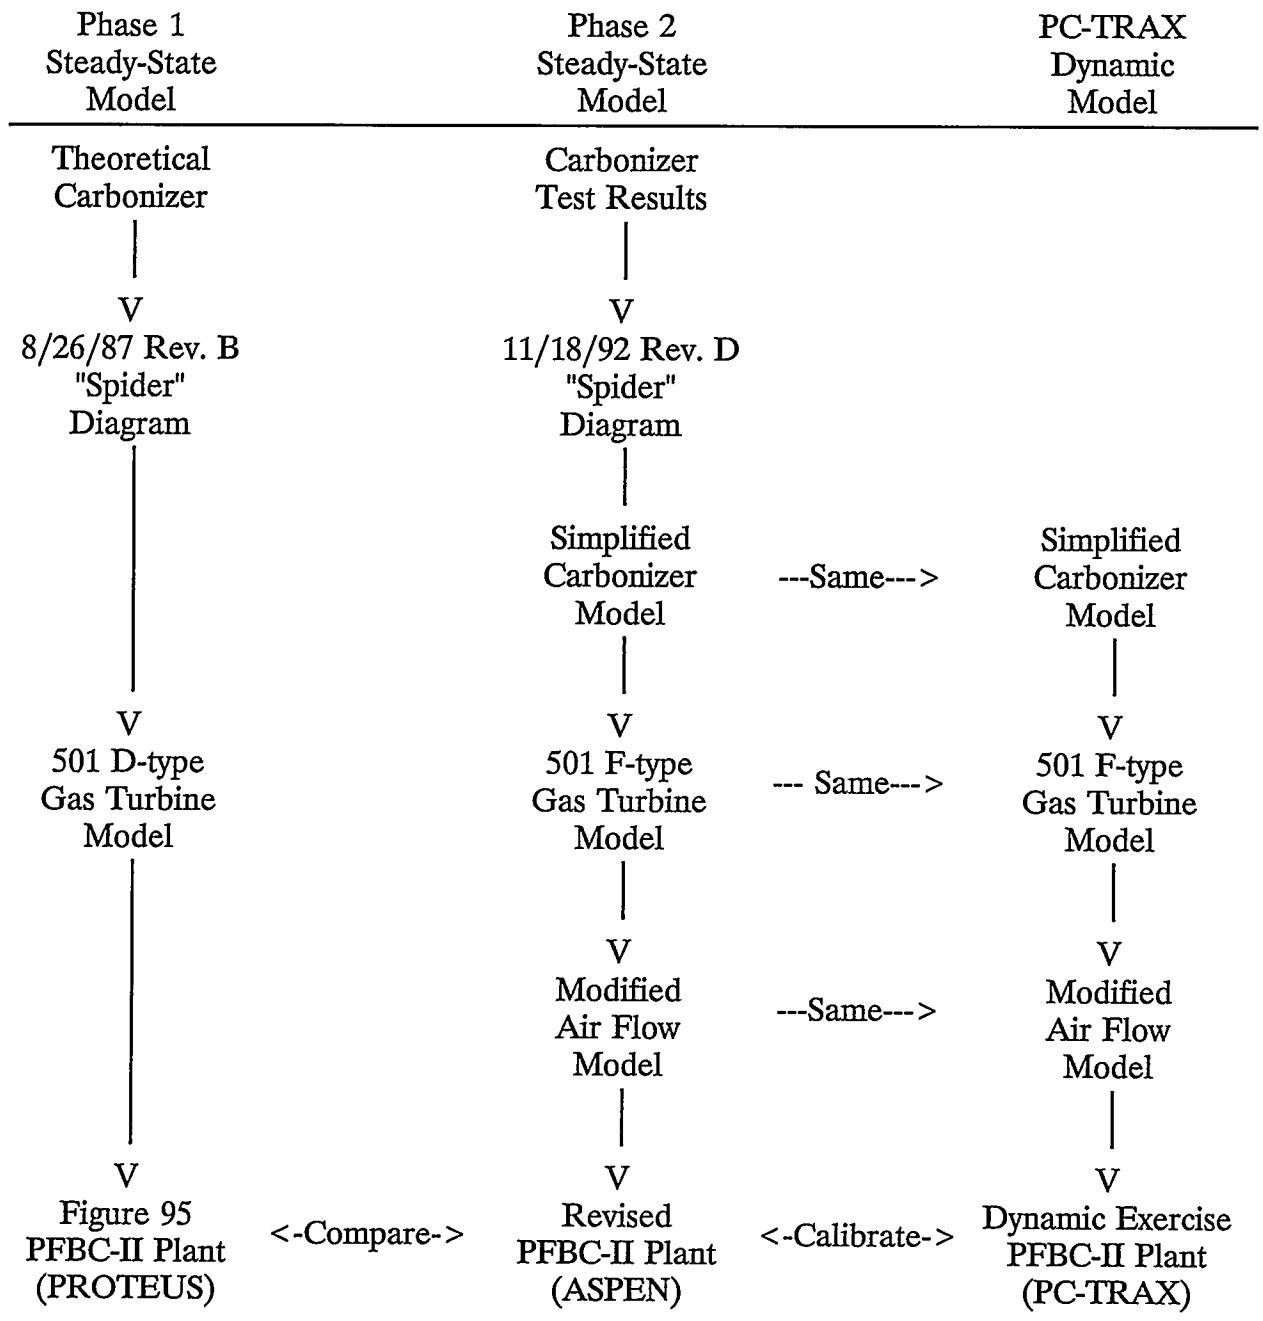 Phase 1
Steady-State
Model
Phase 2
Steady-State
Model
PC-TRAX
Dynamic
Model
Theoretical
Carbonizer
V
8/26/87 Rev. B
"Spider"
Diagram
V
501 D-type
Gas Turbine
Model
V
Figure 95
PFBC-II Plant
(PROTEUS)
<-Compare->
Carbonizer
Test Results
V
11/18/92 Rev. D
"Spider"
Diagram
Simplified
Carbonizer
Model
---Same--->
V
501 F-type
Gas Turbine
Model
--- Same--->
V
Modified
Air Flow
Model
---Same--->
V
Revised
PFBC-II Plant
(ASPEN)
<-Calibrate->
Simplified
Carbonizer
Model
V
501 F-type
Gas Turbine
Model
V
Modified
Air Flow
Model
V
Dynamic Exercise
PFBC-II Plant
(PC-TRAX)